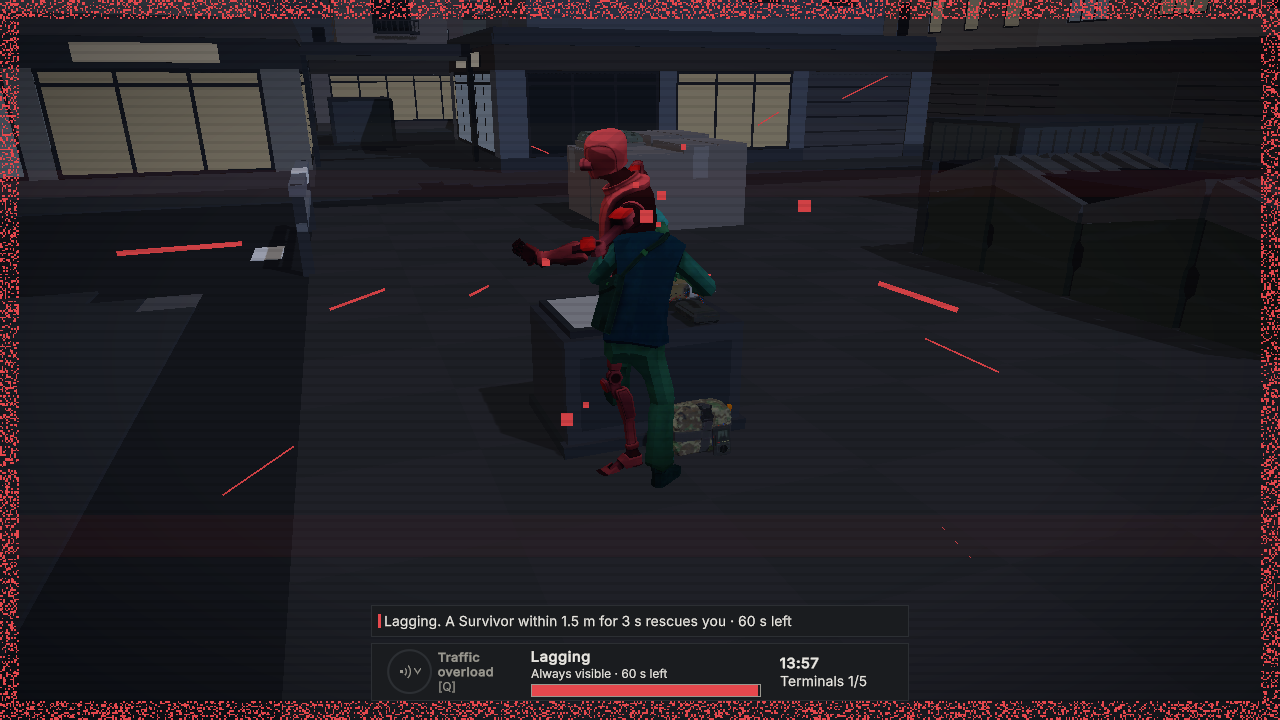 Lagging. A Survivor within 1.5 m for 3 s rescues you · 60 s left
Traffic
overload
[Q]
Lagging
Always visible · 60 s left
13:57
Terminals 1/5